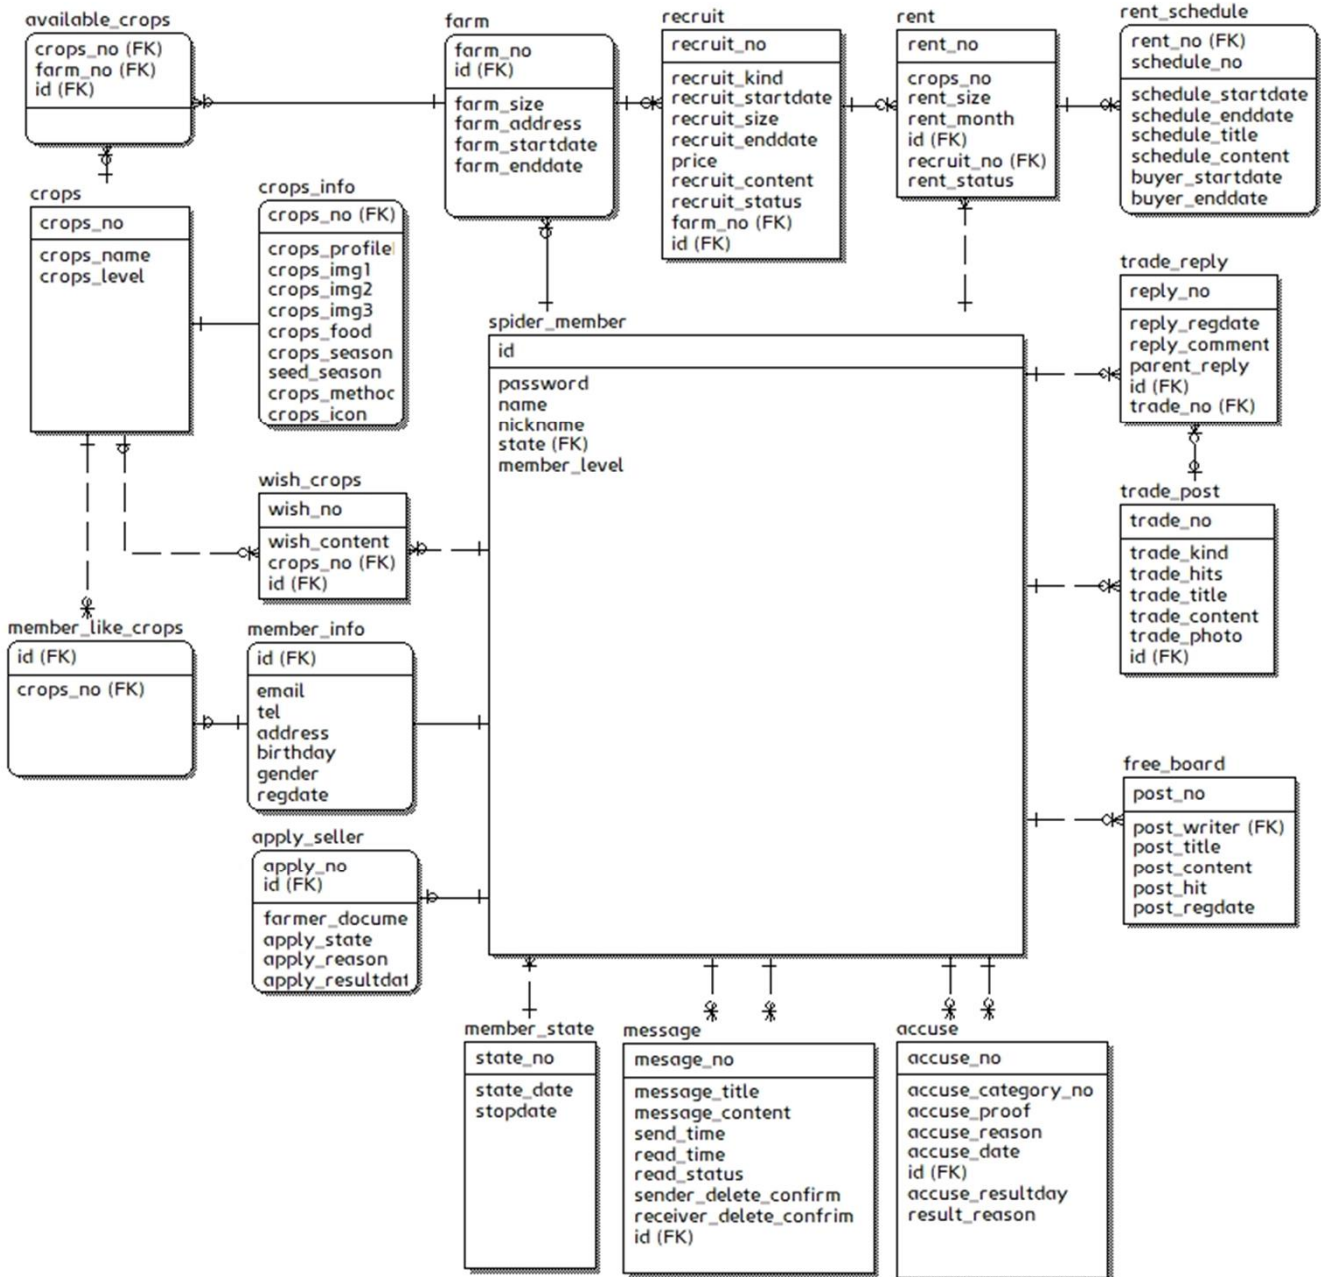 available_crops
crops_no (FK)
farm_no (FK)
id (FK)
farm
farm_no
id (FK)
farm_size
farm_address
farm_startdate
farm_enddate
recruit
recruit_no
recruit_kind
recruit_startdate
recruit_size
recruit_enddate
price
recruit_content
recruit_status
farm_no (FK)
id (FK)
rent
rent_no
crops_no
rent_size
rent_month
id (FK)
recruit_no (FK)
rent_status
rent_schedule
rent_no (FK)
schedule_no
schedule_startdate
schedule_enddate
schedule_title
schedule_content
buyer_startdate
buyer_enddate
crops
crops_no
crops_name
crops_level
crops_info
crops_no (FK)
crops_profile
crops_img1
crops_img2
crops_img3
crops_food
crops_season
seed_season
crops_methoc
crops_icon
spider_member
id
password
name
nickname
state (FK)
member_level
trade_reply
reply_no
reply_regdate
reply_comment
parent_reply
id (FK)
trade_no (FK)
wish_crops
wish_no
wish_content
crops_no (FK)
id (FK)
trade_post
trade_no
trade_kind
trade_hits
trade_title
trade_content
trade_photo
id (FK)
member_like_crops
id (FK)
crops_no (FK)
member_info
id (FK)
email
tel
address
birthday
gender
regdate
free_board
post_no
post_writer (FK)
post_title
post_content
post_hit
post_regdate
apply_seller
apply_no
id (FK)
farmer_docume
apply_state
apply_reason
apply_resultdat
member_state
state_no
state_date
stopdate
message
mesage_no
message_title
message_content
send_time
read_time
read_status
sender_delete_confirm
receiver_delete_confrim
id (FK)
accuse
accuse_no
accuse_category_no
accuse_proof
accuse_reason
accuse_date
id (FK)
accuse_resultday
result_reason